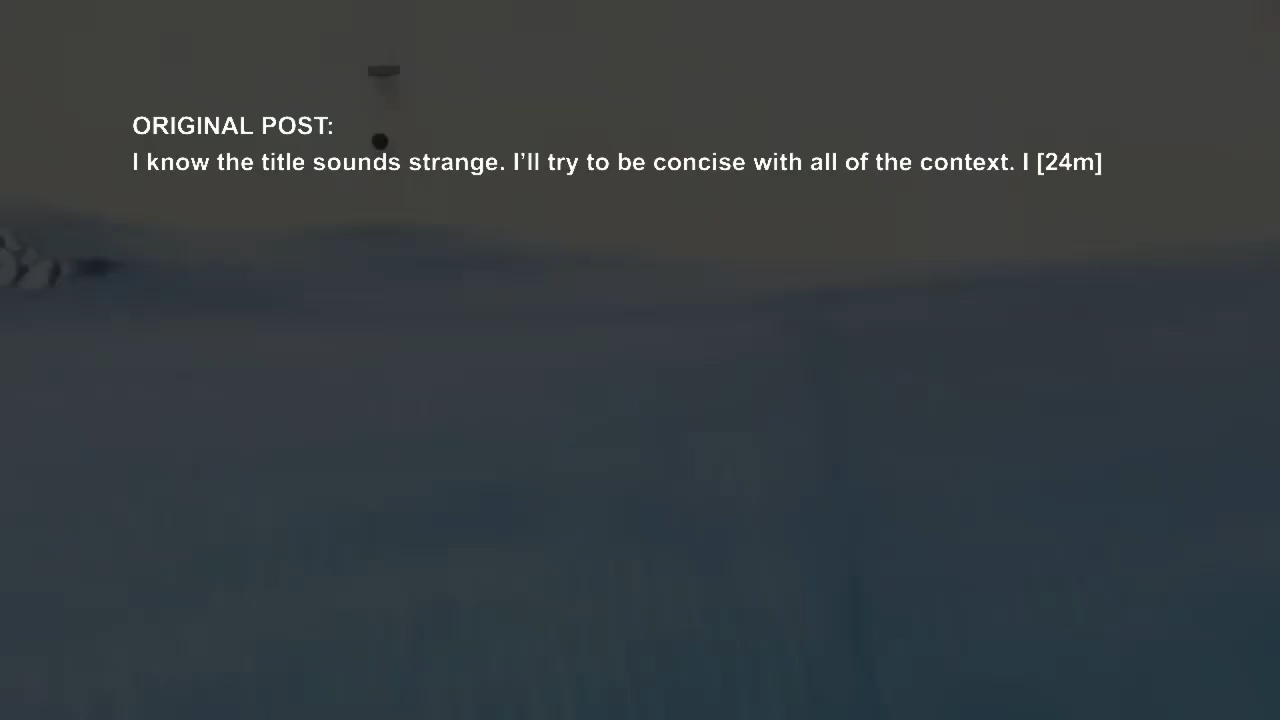 ORIGINAL POST:
I know the title sounds strange. I’ll try to be concise with all of the context. I [24m]